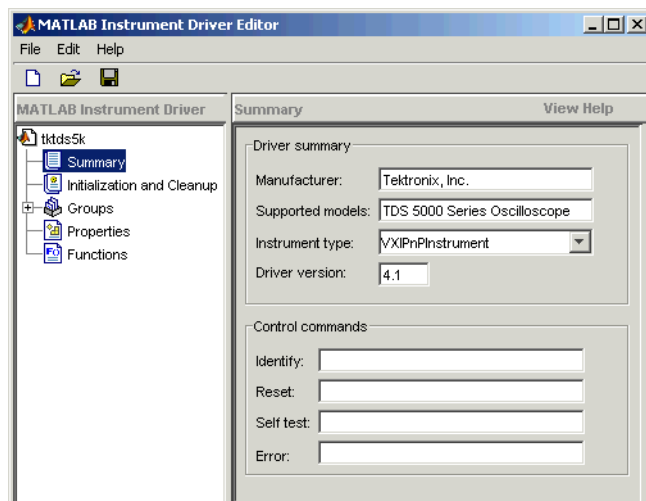 MATLAB Instrument Driver Editor
File Edit Help
MATLAB Instrument Driver
tktds5k
Summary
Initialization and Cleanup
Groups
Properties
Functions
Summary View Help
Driver summary
Manufacturer: Tektronix, Inc.
Supported models: TDS 5000 Series Oscilloscope
Instrument type: VXIPnPInstrument
Driver version: 4.1
Control commands
Identify:
Reset:
Self test:
Error: